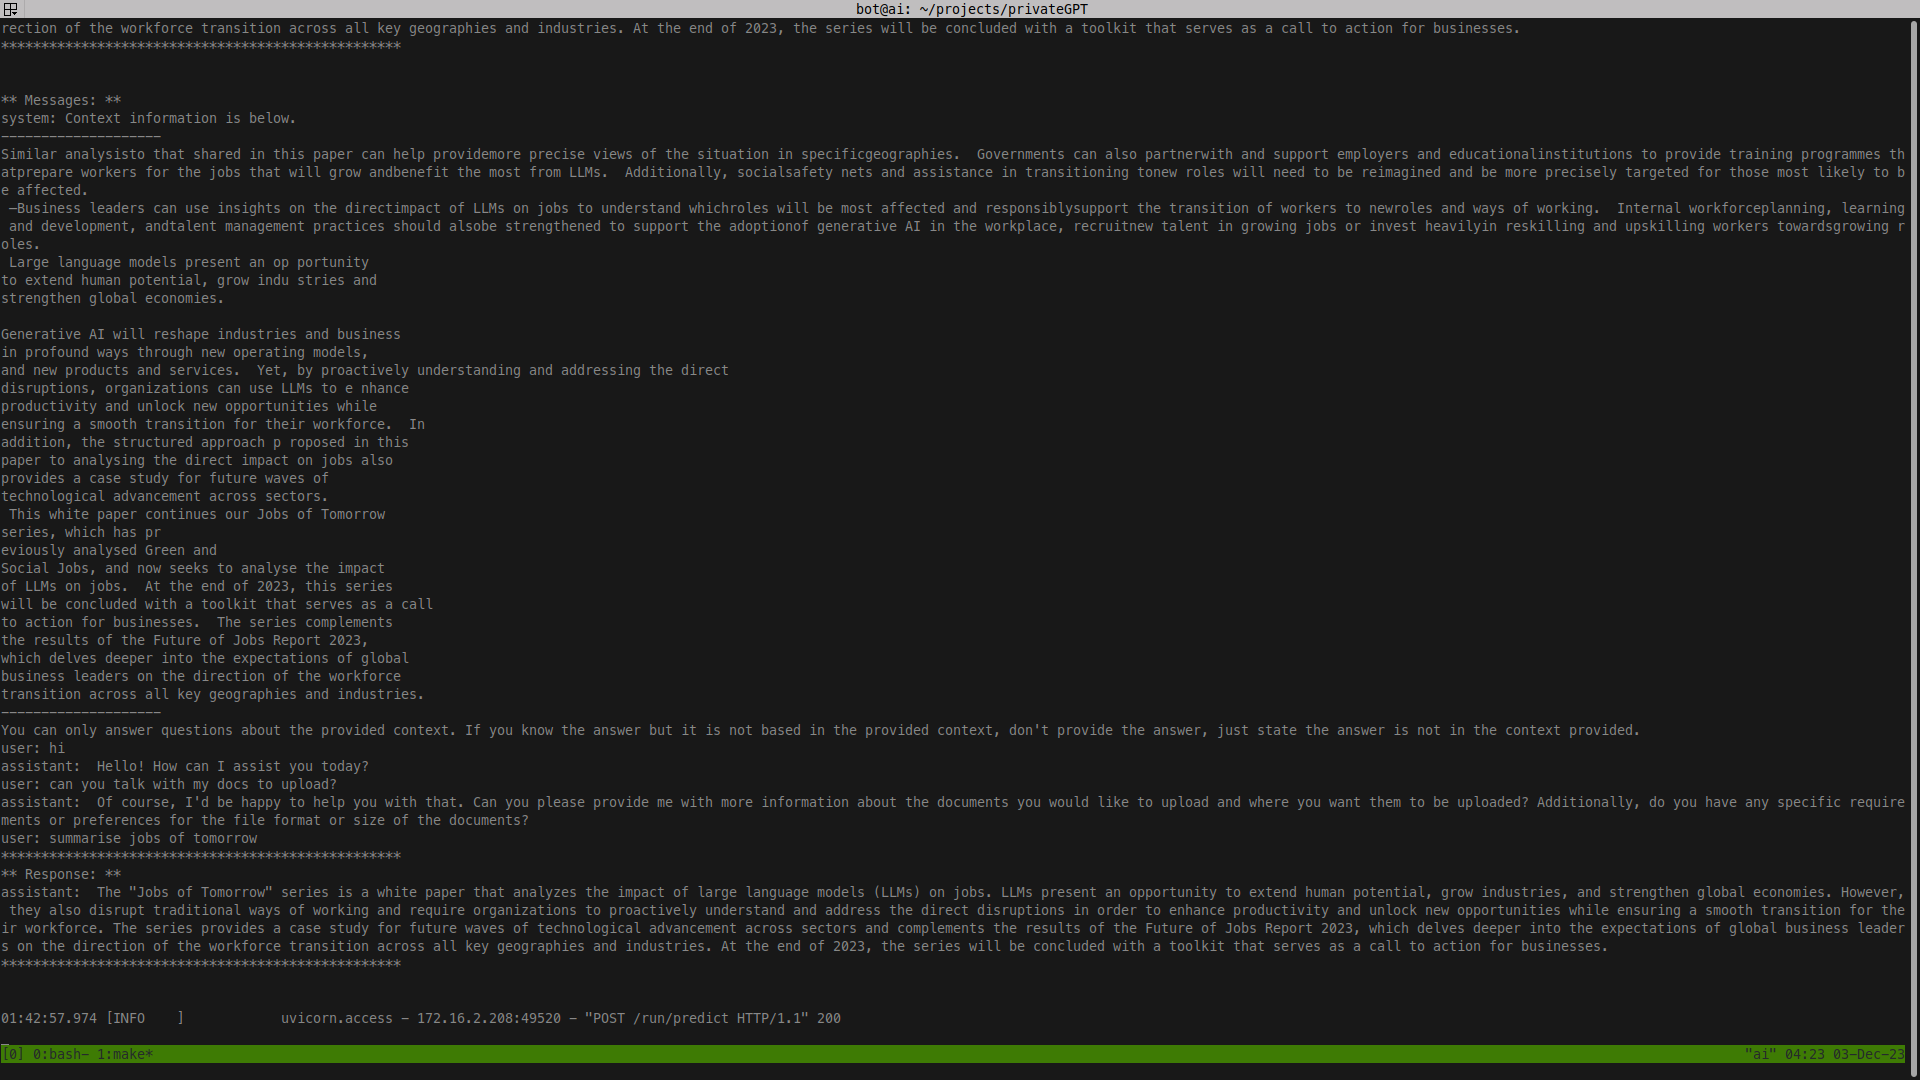 bot@ai: ~/projects/privateGPT
rection of the workforce transition across all key geographies and industries. At the end of 2023, the series will be concluded with a toolkit that serves as a call to action for businesses.
**************************************************
** Messages: **
system: Context information is below.
--------------------
Similar analysisto that shared in this paper can help providemore precise views of the situation in specificgeographies.  Governments can also partnerwith and support employers and educationalinstitutions to provide training programmes th
atprepare workers for the jobs that will grow andbenefit the most from LLMs.  Additionally, socialsafety nets and assistance in transitioning tonew roles will need to be reimagined and be more precisely targeted for those most likely to b
e affected.
 –Business leaders can use insights on the directimpact of LLMs on jobs to understand whichroles will be most affected and responsiblysupport the transition of workers to newroles and ways of working.  Internal workforceplanning, learning
 and development, andtalent management practices should alsobe strengthened to support the adoptionof generative AI in the workplace, recruitnew talent in growing jobs or invest heavilyin reskilling and upskilling workers towardsgrowing r
oles.
 Large language models present an op portunity
to extend human potential, grow indu stries and
strengthen global economies.
Generative AI will reshape industries and business
in profound ways through new operating models,
and new products and services.  Yet, by proactively understanding and addressing the direct
disruptions, organizations can use LLMs to e nhance
productivity and unlock new opportunities while
ensuring a smooth transition for their workforce.  In
addition, the structured approach p roposed in this
paper to analysing the direct impact on jobs also
provides a case study for future waves of
technological advancement across sectors.
 This white paper continues our Jobs of Tomorrow
series, which has pr
eviously analysed Green and
Social Jobs, and now seeks to analyse the impact
of LLMs on jobs.  At the end of 2023, this series
will be concluded with a toolkit that serves as a call
to action for businesses.  The series complements
the results of the Future of Jobs Report 2023,
which delves deeper into the expectations of global
business leaders on the direction of the workforce
transition across all key geographies and industries.
--------------------
You can only answer questions about the provided context. If you know the answer but it is not based in the provided context, don't provide the answer, just state the answer is not in the context provided.
user: hi
assistant:  Hello! How can I assist you today?
user: can you talk with my docs to upload?
assistant:  Of course, I'd be happy to help you with that. Can you please provide me with more information about the documents you would like to upload and where you want them to be uploaded? Additionally, do you have any specific require
ments or preferences for the file format or size of the documents?
user: summarise jobs of tomorrow
**************************************************
** Response: **
assistant:  The "Jobs of Tomorrow" series is a white paper that analyzes the impact of large language models (LLMs) on jobs. LLMs present an opportunity to extend human potential, grow industries, and strengthen global economies. However,
 they also disrupt traditional ways of working and require organizations to proactively understand and address the direct disruptions in order to enhance productivity and unlock new opportunities while ensuring a smooth transition for the
ir workforce. The series provides a case study for future waves of technological advancement across sectors and complements the results of the Future of Jobs Report 2023, which delves deeper into the expectations of global business leader
s on the direction of the workforce transition across all key geographies and industries. At the end of 2023, the series will be concluded with a toolkit that serves as a call to action for businesses.
**************************************************
01:42:57.974 [INFO    ]            uvicorn.access - 172.16.2.208:49520 - "POST /run/predict HTTP/1.1" 200
[0] 0:bash- 1:make* "ai" 04:23 03-Dec-23